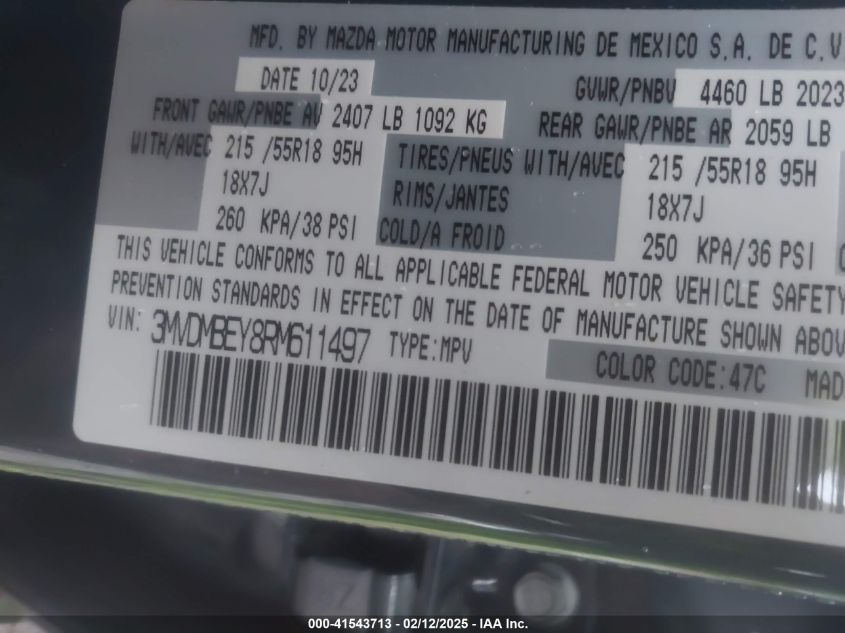 MFD. BY MAZDA MOTOR MANUFACTURING DE MEXICO S.A. DE C.V
DATE 10/23 GVWR/PNBV 4460 LB 2023
FRONT GAWR/PNBE AV 2407 LB 1092 KG REAR GAWR/PNBE AR 2059 LB
WITH/AVEC 215 /55R18 95H TIRES/PNEUS WITH/AVEC 215 /55R18 95H
18X7J RIMS/JANTES 18X7J
260 KPA/38 PSI COLD/A FROID 250 KPA/36 PSI
THIS VEHICLE CONFORMS TO ALL APPLICABLE FEDERAL MOTOR VEHICLE SAFETY
PREVENTION STANDARDS IN EFFECT ON THE DATE OF MANUFACTURE SHOWN ABOV
VIN: 3MVDMBEY8RM611497 TYPE:MPV COLOR CODE:47C MAD
000-41543713 - 02/12/2025 - IAA Inc.